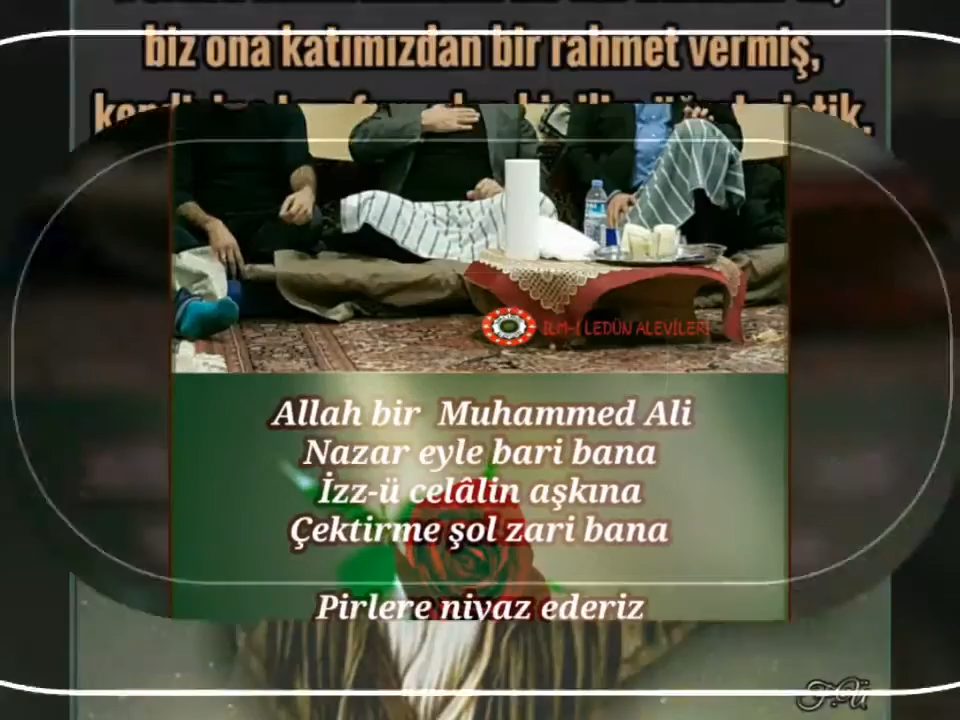 biz ona katımızdan bir rahmet vermiş,
İLM-İ LEDÜN ALEVİLERİ
Allah bir Muhammed Ali
Nazar eyle bari bana
İzz-ü celâlin aşkına
Çektirme şol zari bana
Pirlere niyaz ederiz
F.Ü